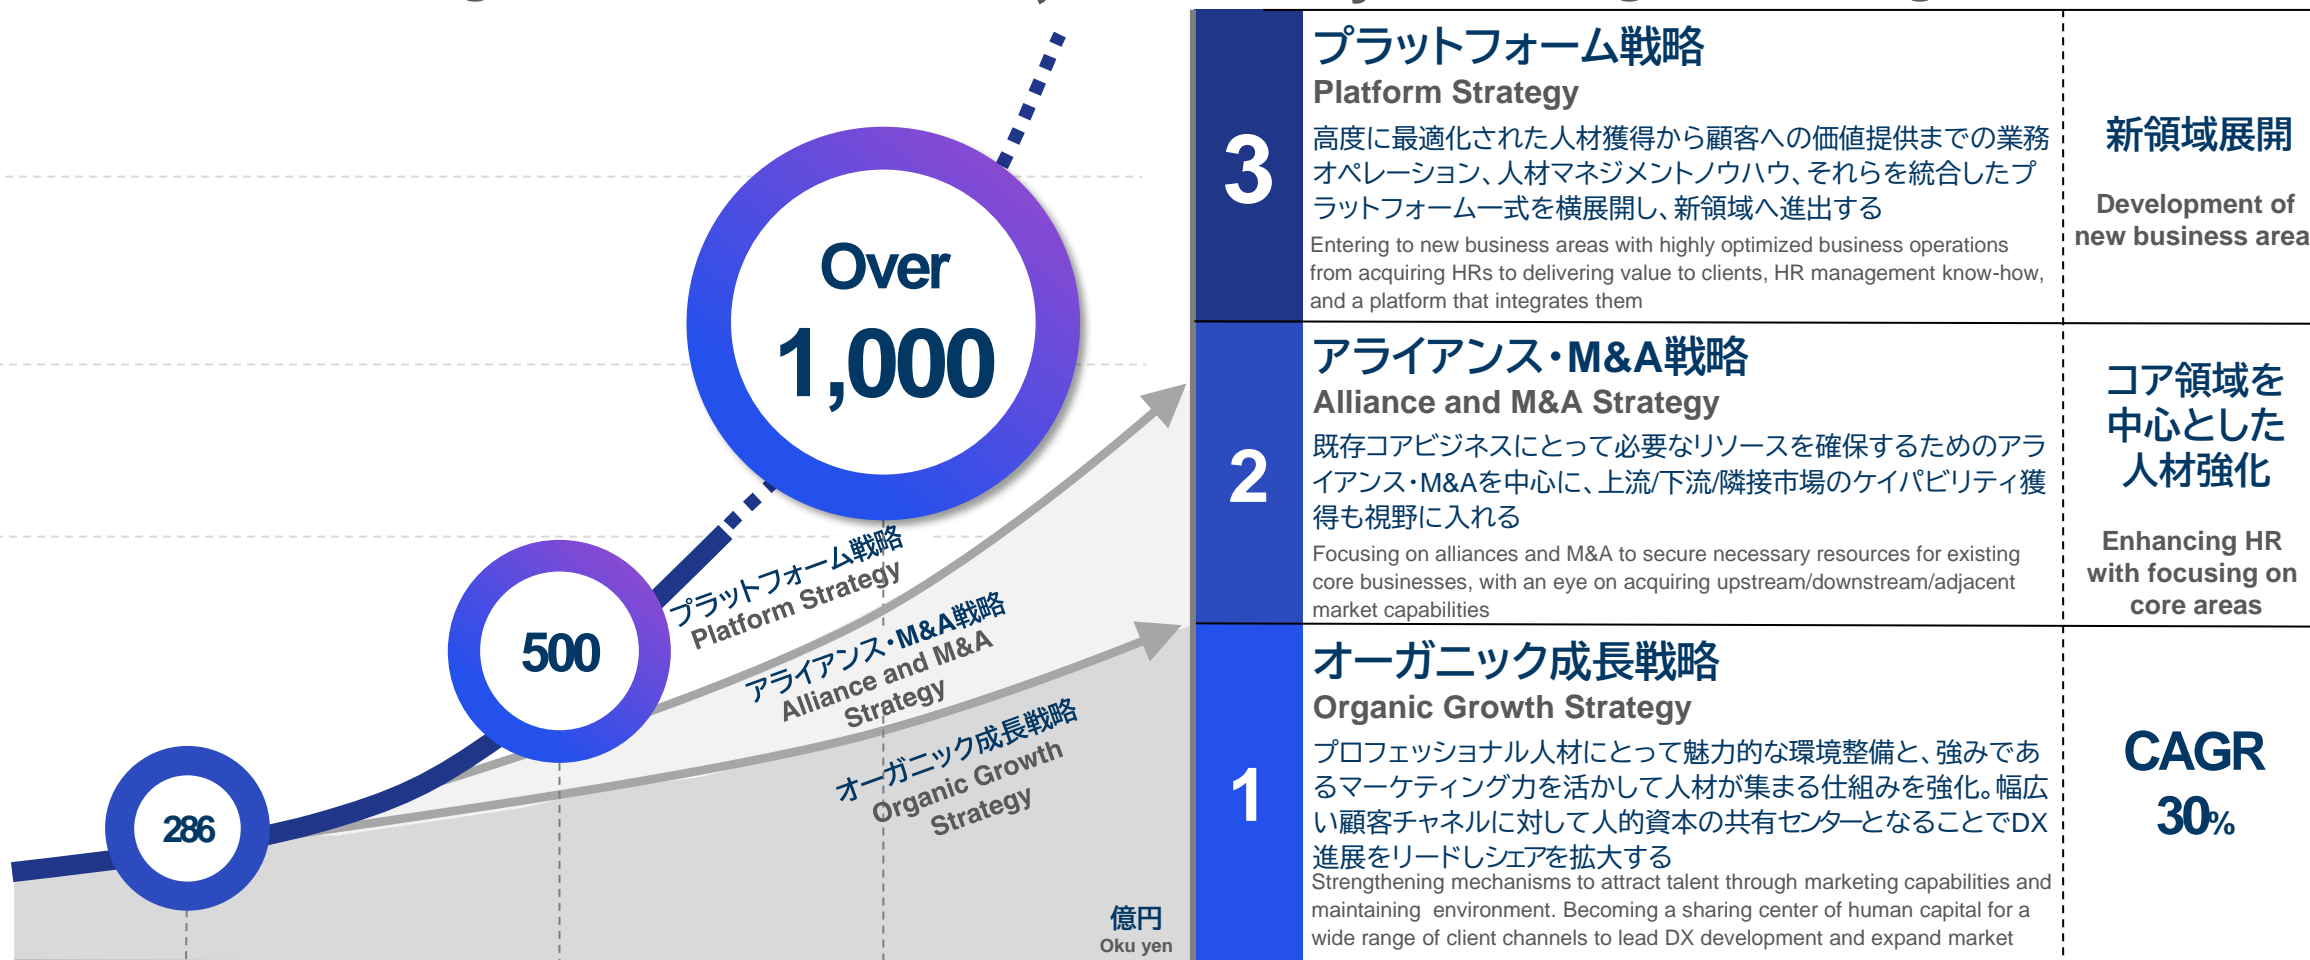 Over
1,000
500
286
プラットフォーム戦略
Platform Strategy
アライアンス・M&A戦略
Alliance and M&A
Strategy
オーガニック成長戦略
Organic Growth
Strategy
億円
Oku yen
3
プラットフォーム戦略
Platform Strategy
高度に最適化された人材獲得から顧客への価値提供までの業務
オペレーション、人材マネジメントノウハウ、それらを統合したプ
ラットフォーム一式を横展開し、新領域へ進出する
Entering to new business areas with highly optimized business operations
from acquiring HRs to delivering value to clients, HR management know-how,
and a platform that integrates them
新領域展開
Development of
new business area
2
アライアンス・M&A戦略
Alliance and M&A Strategy
既存コアビジネスにとって必要なリソースを確保するためのアラ
イアンス・M&Aを中心に、上流/下流/隣接市場のケイパビリティ獲
得も視野に入れる
Focusing on alliances and M&A to secure necessary resources for existing
core businesses, with an eye on acquiring upstream/downstream/adjacent
market capabilities
コア領域を
中心とした
人材強化
Enhancing HR
with focusing on
core areas
1
オーガニック成長戦略
Organic Growth Strategy
プロフェッショナル人材にとって魅力的な環境整備と、強みであ
るマーケティング力を活かして人材が集まる仕組みを強化。幅広
い顧客チャネルに対して人的資本の共有センターとなることでDX
進展をリードしシェアを拡大する
Strengthening mechanisms to attract talent through marketing capabilities and
maintaining environment. Becoming a sharing center of human capital for a
wide range of client channels to lead DX development and expand market
CAGR
30%